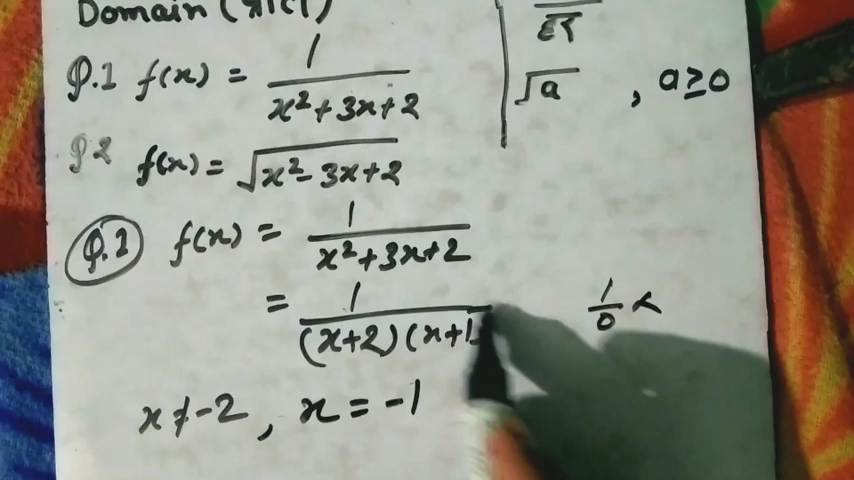 Domain (
Q.1 f(x) = 1/(x²+3x+2)
√a , a≥0
Q2 f(x) = √(x²-3x+2)
Q.1 f(x) = 1/(x²+3x+2)
= 1/((x+2)(x+1) 1/0
x≠-2 , x = -1